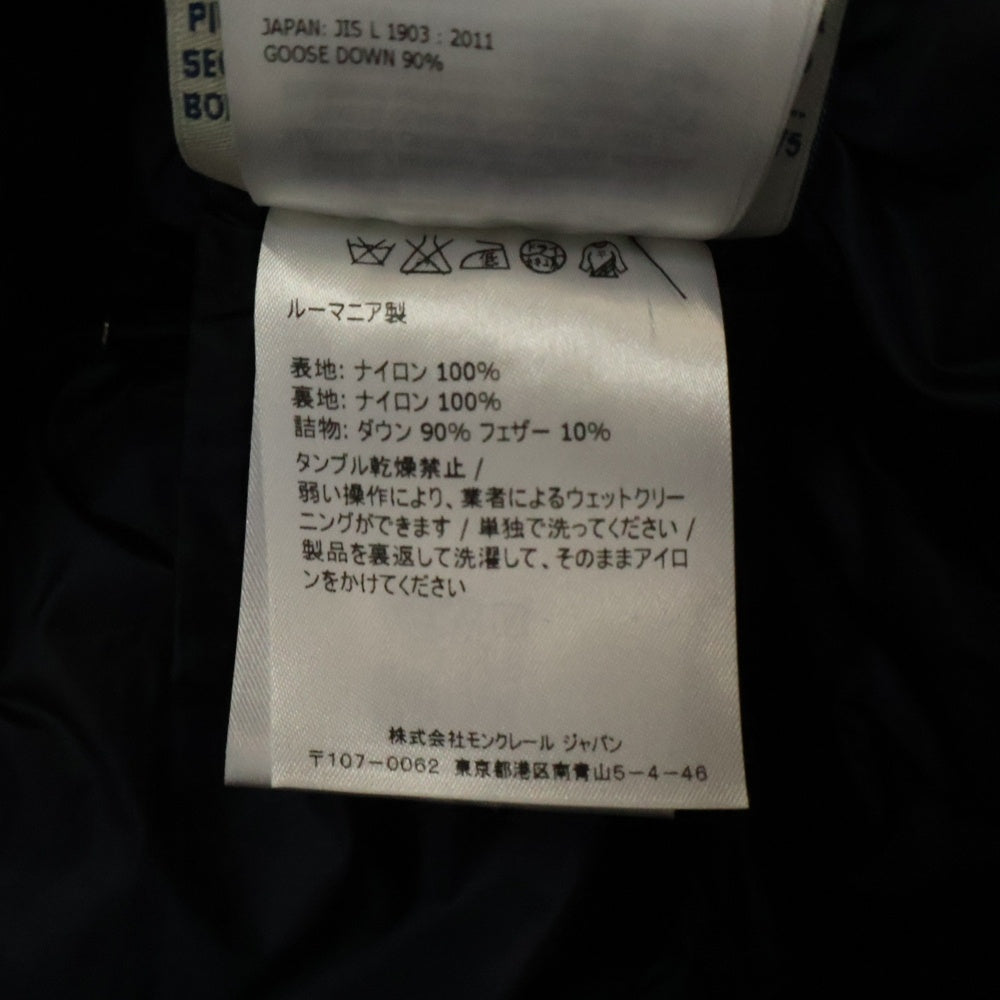 JAPAN: JIS L 1903 : 2011
GOOSE DOWN 90%
低
ドライ
ルーマニア製
表地: ナイロン 100%
裏地: ナイロン 100%
詰物: ダウン 90% フェザー 10%
タンブル乾燥禁止 /
弱い操作により、業者によるウェットクリー
ニングができます / 単独で洗ってください /
製品を裏返して洗濯して、そのままアイロ
ンをかけてください
株式会社モンクレール ジャパン
〒107-0062 東京都港区南青山5-4-46